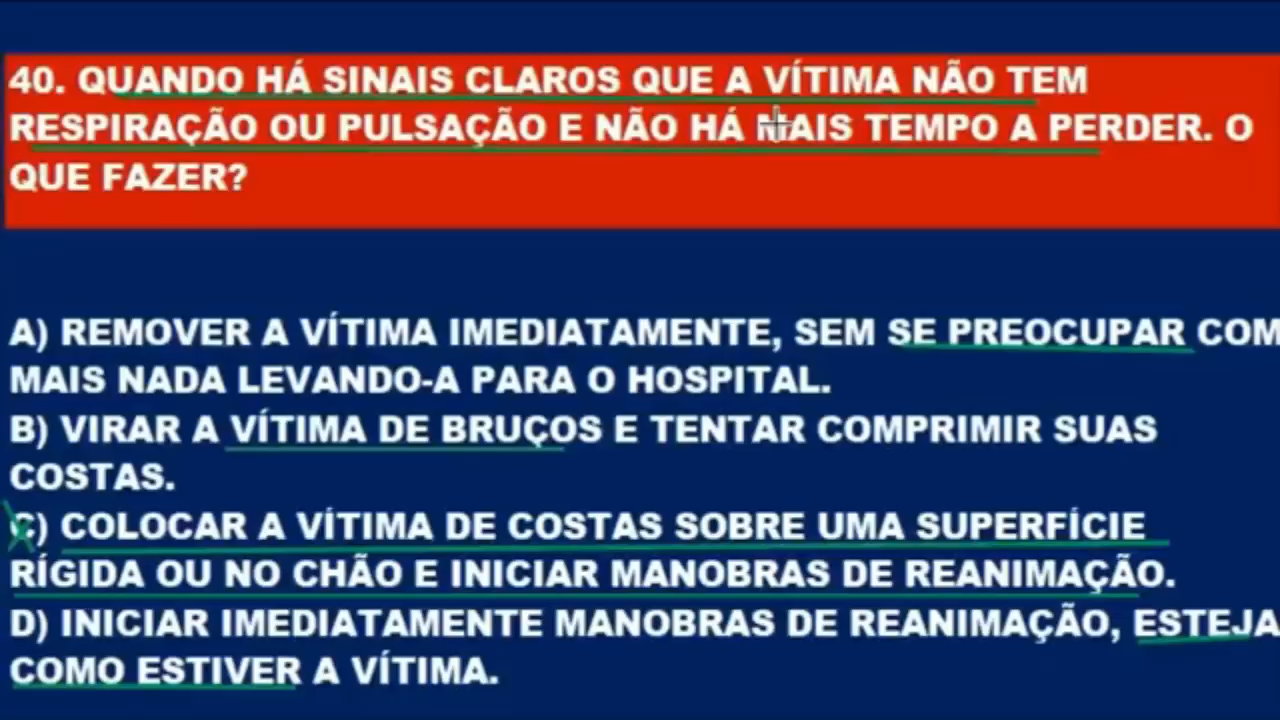 40. QUANDO HÁ SINAIS CLAROS QUE A VÍTIMA NÃO TEM
RESPIRAÇÃO OU PULSAÇÃO E NÃO HÁ MAIS TEMPO A PERDER. O
QUE FAZER?
A) REMOVER A VÍTIMA IMEDIATAMENTE, SEM SE PREOCUPAR COM
MAIS NADA LEVANDO-A PARA O HOSPITAL.
B) VIRAR A VÍTIMA DE BRUÇOS E TENTAR COMPRIMIR SUAS
COSTAS.
C) COLOCAR A VÍTIMA DE COSTAS SOBRE UMA SUPERFÍCIE
RÍGIDA OU NO CHÃO E INICIAR MANOBRAS DE REANIMAÇÃO.
D) INICIAR IMEDIATAMENTE MANOBRAS DE REANIMAÇÃO, ESTEJA
COMO ESTIVER A VÍTIMA.